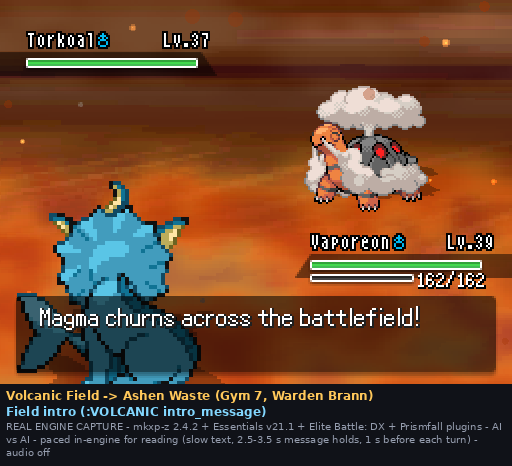 Torkoal♂ Lv.37
Vaporeon♂ Lv.39
162/162
Magma churns across the battlefield!
Volcanic Field -> Ashen Waste (Gym 7, Warden Brann)
Field intro (:VOLCANIC intro_message)
REAL ENGINE CAPTURE - mkxp-z 2.4.2 + Essentials v21.1 + Elite Battle: DX + Prismfall plugins - AI
vs AI - paced in-engine for reading (slow text, 2.5-3.5 s message holds, 1 s before each turn) -
audio off